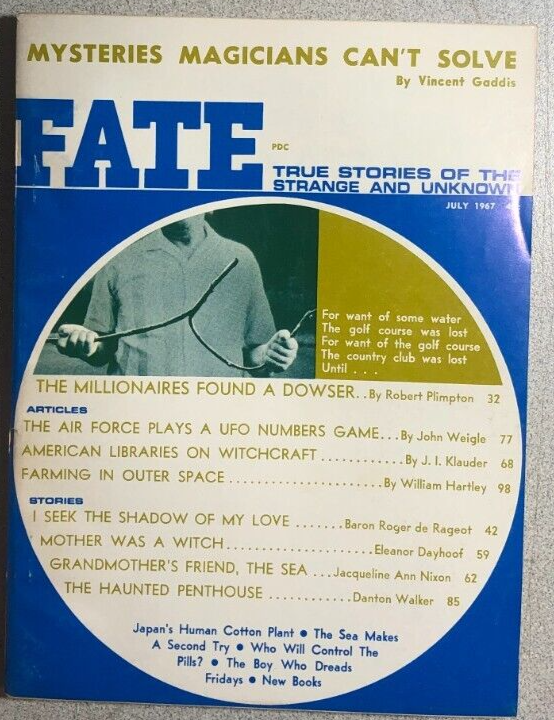 MYSTERIES MAGICIANS CAN'T SOLVE
By Vincent Gaddis
FATE
PDC
TRUE STORIES OF THE
STRANGE AND UNKNOWN
JULY 1967
For want of some water
The golf course was lost
For want of the golf course
The country club was lost
Until . . .
THE MILLIONAIRES FOUND A DOWSER..By Robert Plimpton 32
ARTICLES
THE AIR FORCE PLAYS A UFO NUMBERS GAME...By John Weigle 77
AMERICAN LIBRARIES ON WITCHCRAFT ............By J. I. Klauder 68
FARMING IN OUTER SPACE ......................By William Hartley 98
STORIES
I SEEK THE SHADOW OF MY LOVE .......Baron Roger de Rageot 42
MOTHER WAS A WITCH.....................Eleanor Dayhoof 59
GRANDMOTHER'S FRIEND, THE SEA ...Jacqueline Ann Nixon 62
THE HAUNTED PENTHOUSE ............Danton Walker 85
Japan's Human Cotton Plant ● The Sea Makes
A Second Try ● Who Will Control The
Pills? ● The Boy Who Dreads
Fridays ● New Books